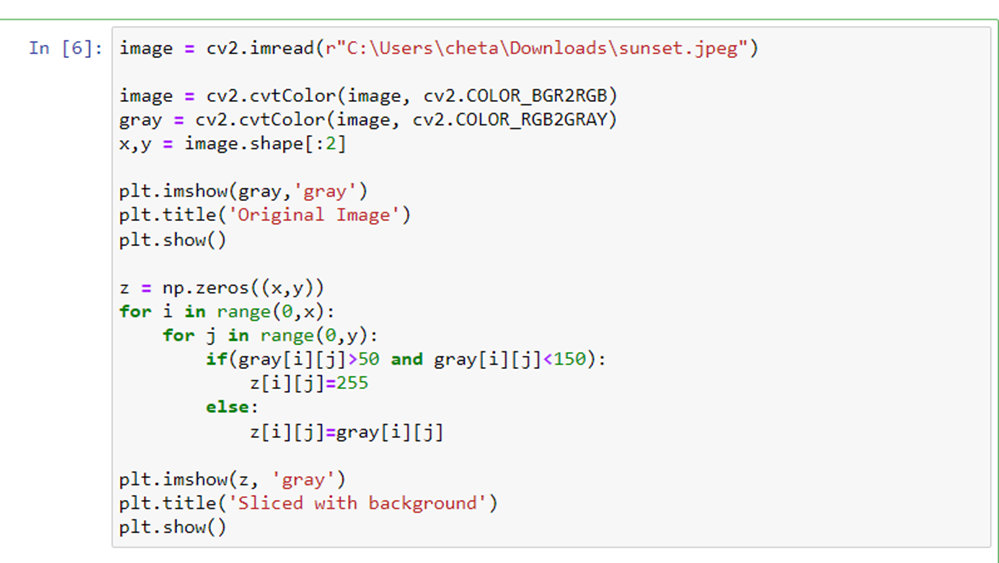 In [6]: image = cv2.imread(r"C:\Users\cheta\Downloads\sunset.jpeg")
image = cv2.cvtColor(image, cv2.COLOR_BGR2RGB)
gray = cv2.cvtColor(image, cv2.COLOR_RGB2GRAY)
x,y = image.shape[:2]
plt.imshow(gray,'gray')
plt.title('Original Image')
plt.show()
z = np.zeros((x,y))
for i in range(0,x):
    for j in range(0,y):
        if(gray[i][j]>50 and gray[i][j]<150):
            z[i][j]=255
        else:
            z[i][j]=gray[i][j]
plt.imshow(z, 'gray')
plt.title('Sliced with background')
plt.show()